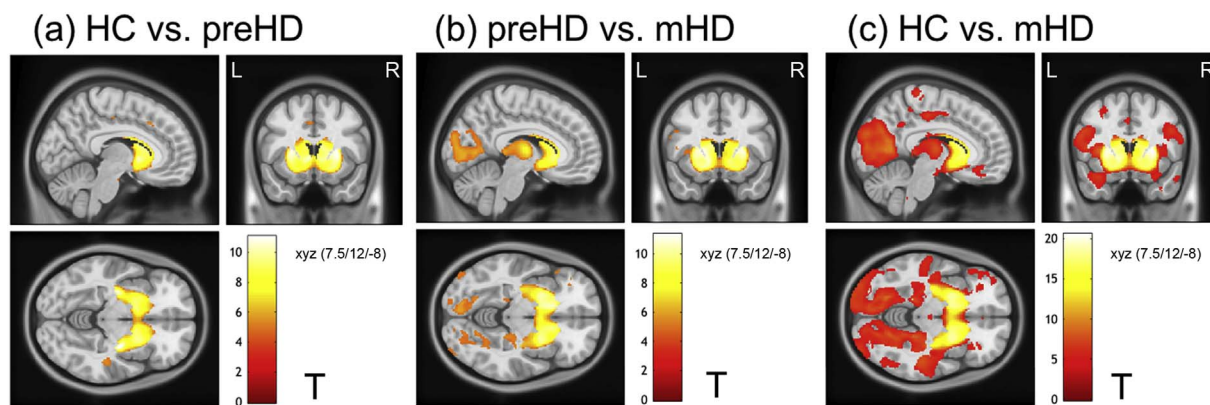 (a) HC vs. preHD
(b) preHD vs. mHD
(c) HC vs. mHD
L R
L R
L R
10
8
6
4
2
0
xyz (7.5/12/-8)
T
10
8
6
4
2
0
xyz (7.5/12/-8)
T
20
15
10
5
0
xyz (7.5/12/-8)
T